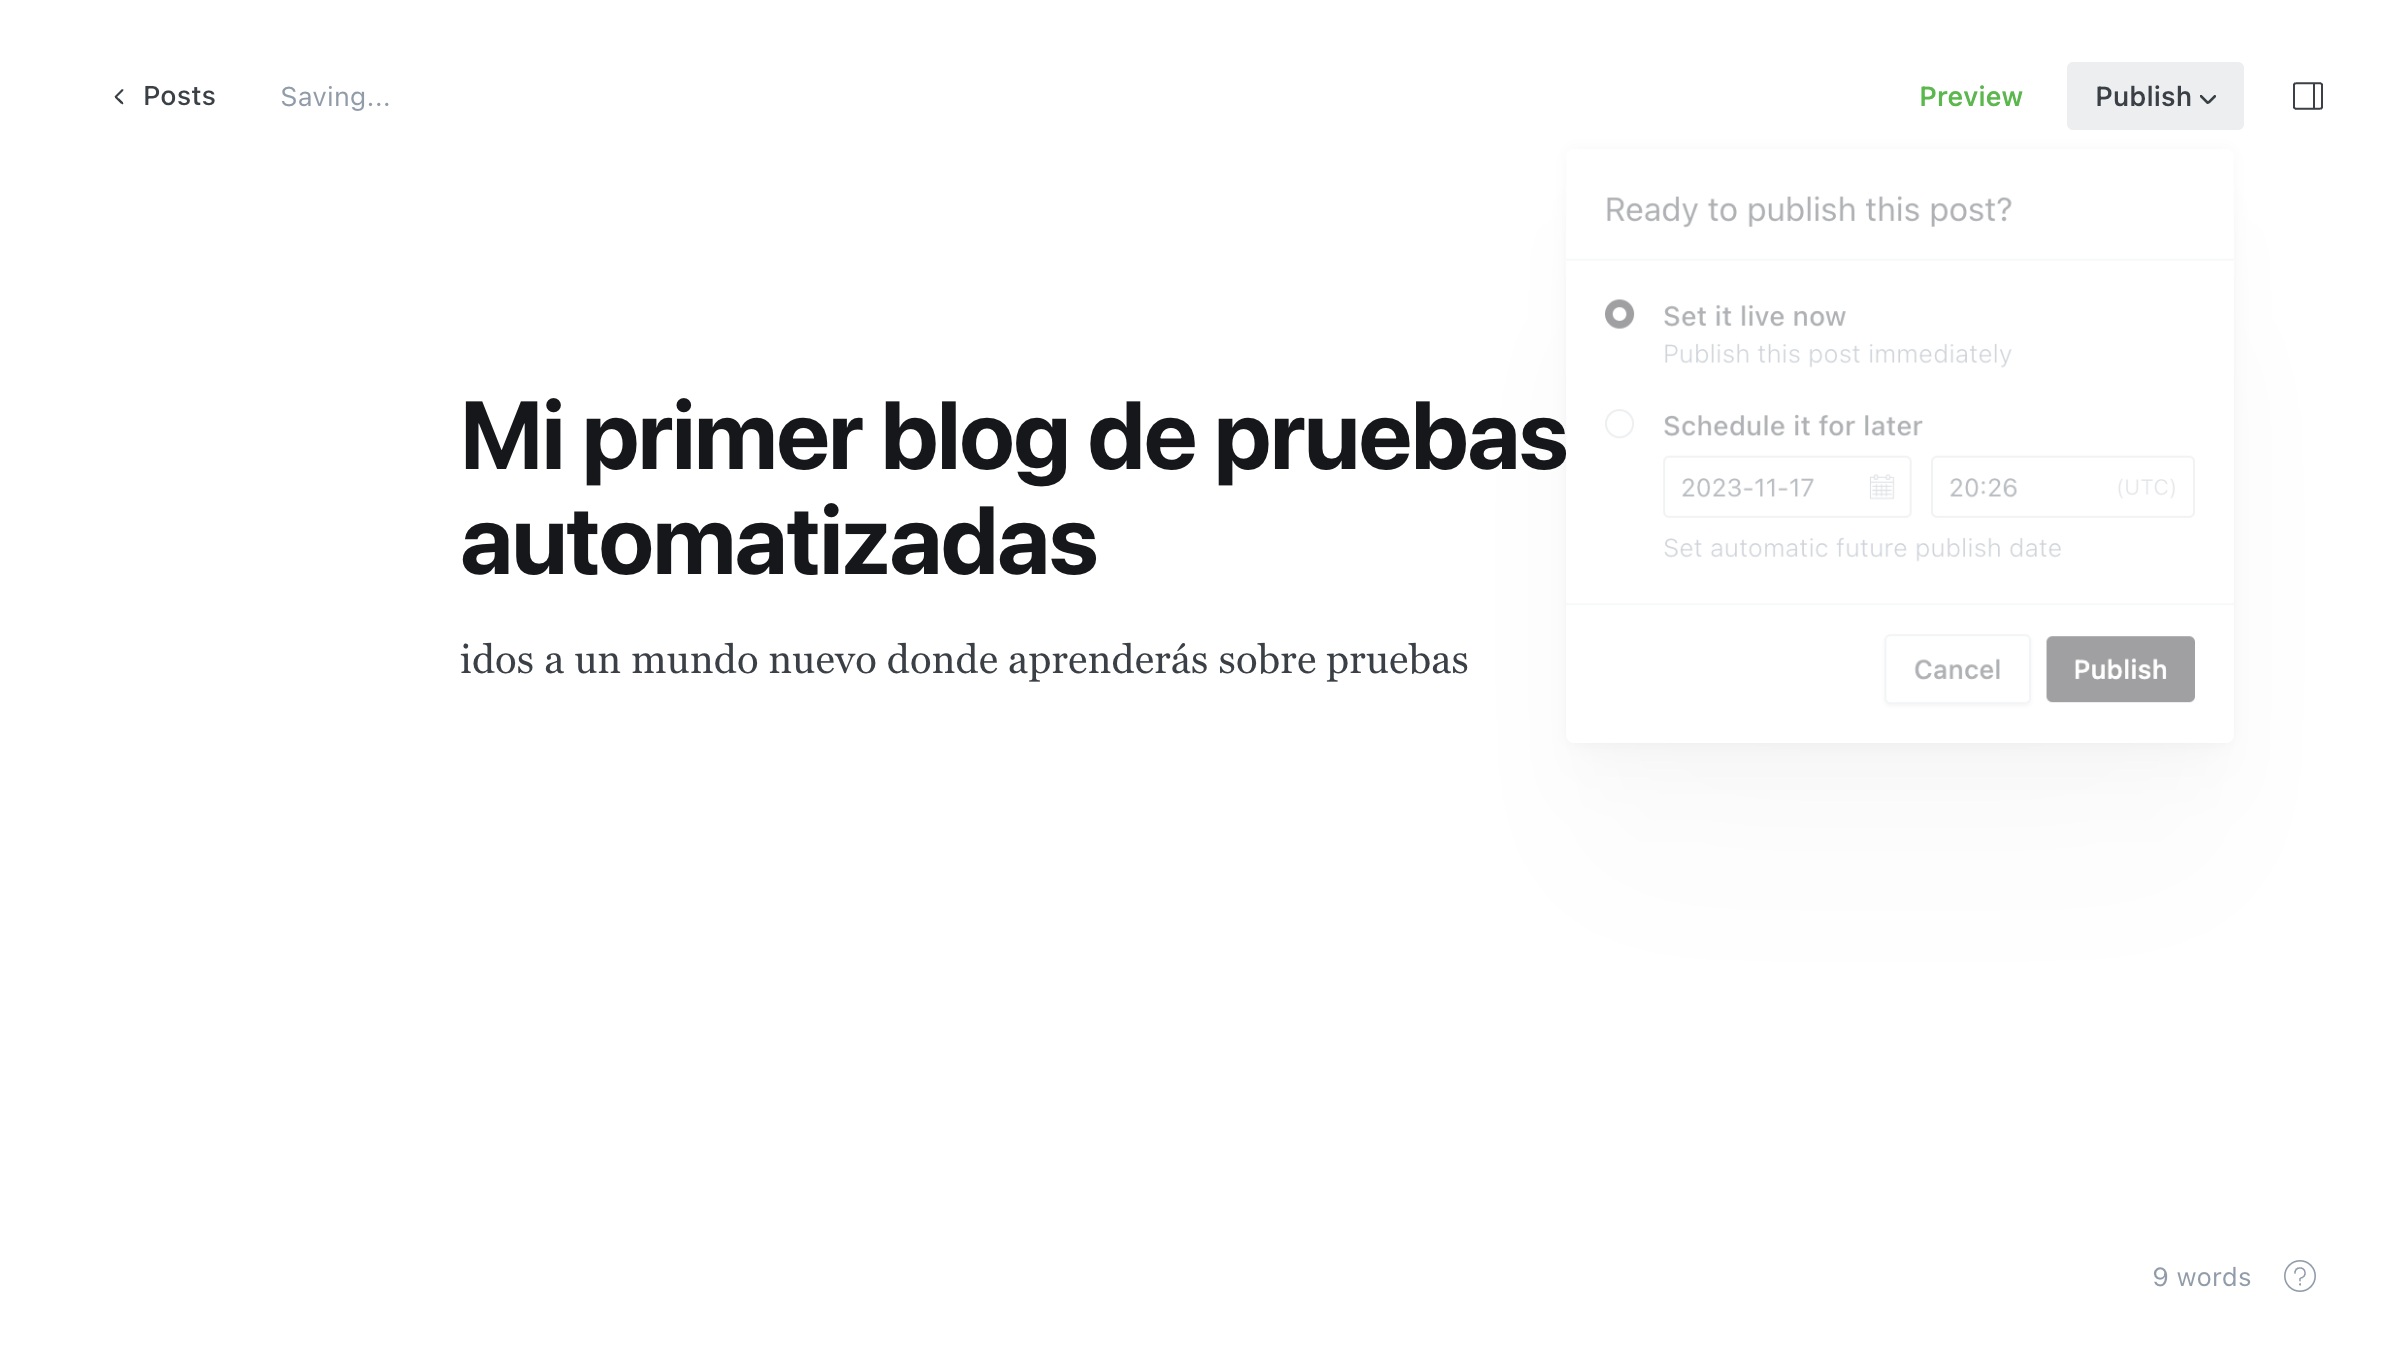 Posts
Saving...
Preview
Publish
Ready to publish this post?
Set it live now
Publish this post immediately
Schedule it for later
2023-11-17
20:26 (UTC)
Set automatic future publish date
Cancel
Publish
Mi primer blog de pruebas
automatizadas
idos a un mundo nuevo donde aprenderás sobre pruebas
9 words
?